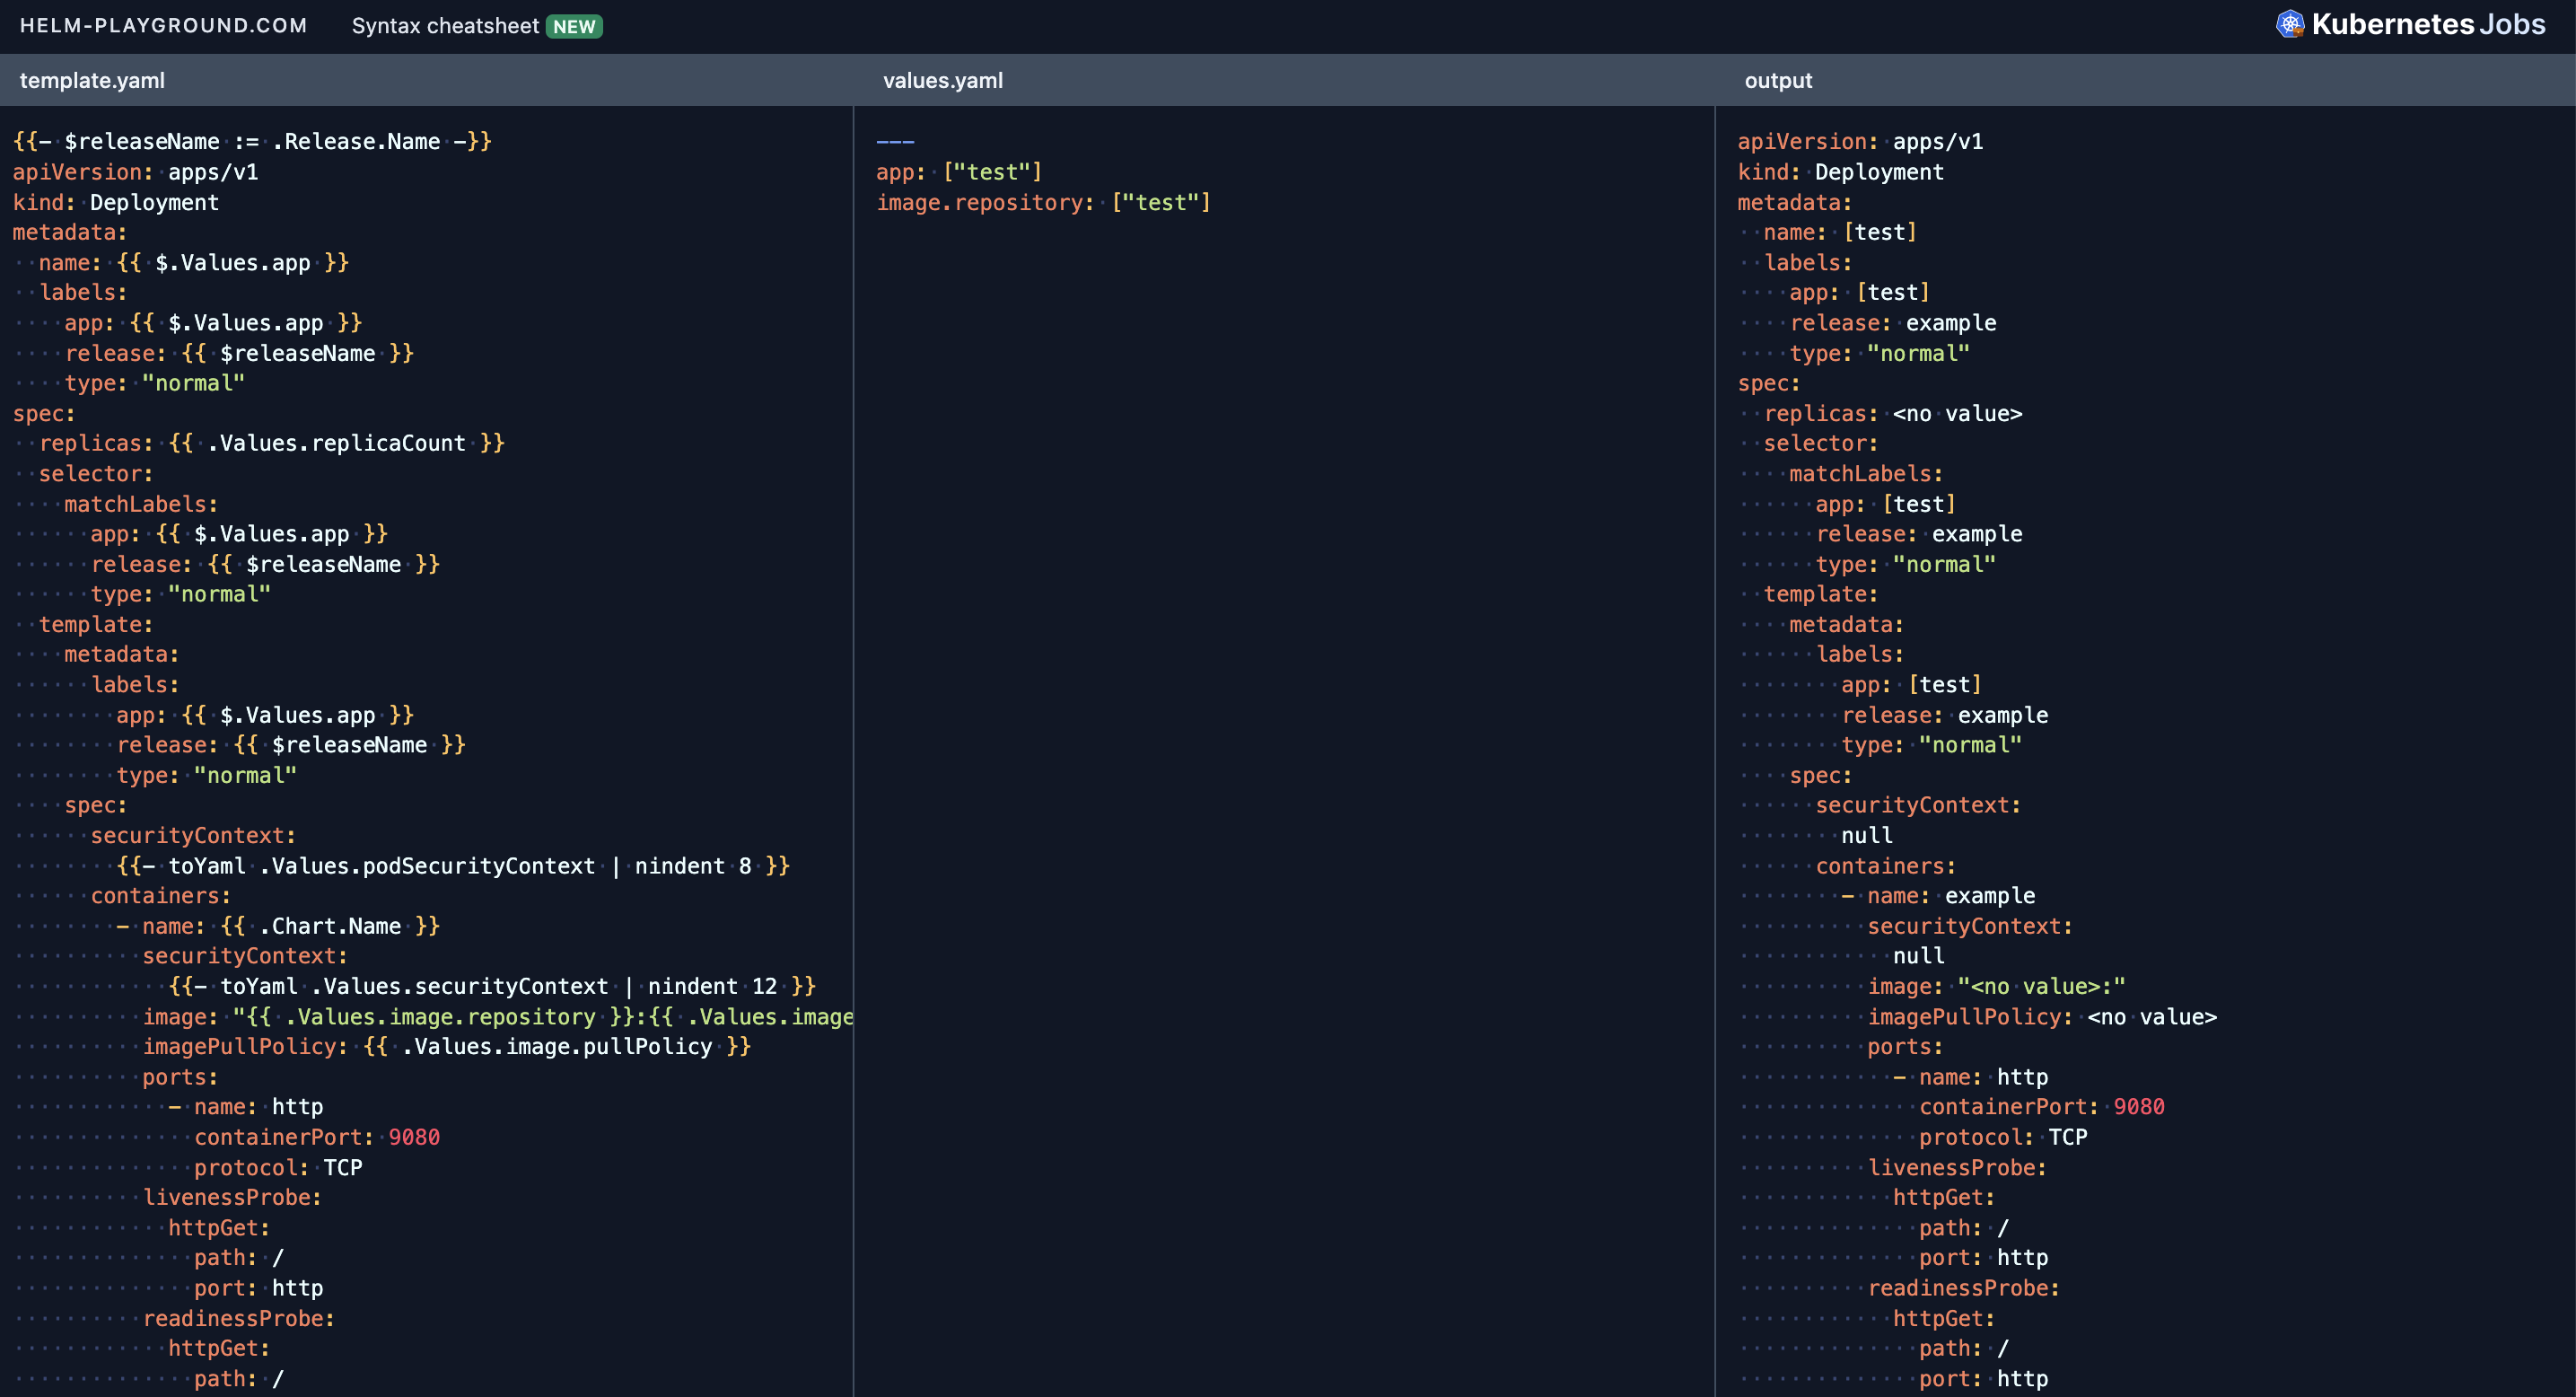 HELM-PLAYGROUND.COM Syntax cheatsheet NEW Kubernetes Jobs
template.yaml
{{- $releaseName := .Release.Name -}}
apiVersion: apps/v1
kind: Deployment
metadata:
  name: {{ $.Values.app }}
  labels:
    app: {{ $.Values.app }}
    release: {{ $releaseName }}
    type: "normal"
spec:
  replicas: {{ .Values.replicaCount }}
  selector:
    matchLabels:
      app: {{ $.Values.app }}
      release: {{ $releaseName }}
      type: "normal"
  template:
    metadata:
      labels:
        app: {{ $.Values.app }}
        release: {{ $releaseName }}
        type: "normal"
    spec:
      securityContext:
        {{- toYaml .Values.podSecurityContext | nindent 8 }}
      containers:
        - name: {{ .Chart.Name }}
          securityContext:
            {{- toYaml .Values.securityContext | nindent 12 }}
          image: "{{ .Values.image.repository }}:{{ .Values.image
          imagePullPolicy: {{ .Values.image.pullPolicy }}
          ports:
            - name: http
              containerPort: 9080
              protocol: TCP
          livenessProbe:
            httpGet:
              path: /
              port: http
          readinessProbe:
            httpGet:
              path: /
values.yaml
---
app: ["test"]
image.repository: ["test"]
output
apiVersion: apps/v1
kind: Deployment
metadata:
  name: [test]
  labels:
    app: [test]
    release: example
    type: "normal"
spec:
  replicas: <no value>
  selector:
    matchLabels:
      app: [test]
      release: example
      type: "normal"
  template:
    metadata:
      labels:
        app: [test]
        release: example
        type: "normal"
    spec:
      securityContext:
        null
      containers:
        - name: example
          securityContext:
            null
          image: "<no value>:"
          imagePullPolicy: <no value>
          ports:
            - name: http
              containerPort: 9080
              protocol: TCP
          livenessProbe:
            httpGet:
              path: /
              port: http
          readinessProbe:
            httpGet:
              path: /
              port: http